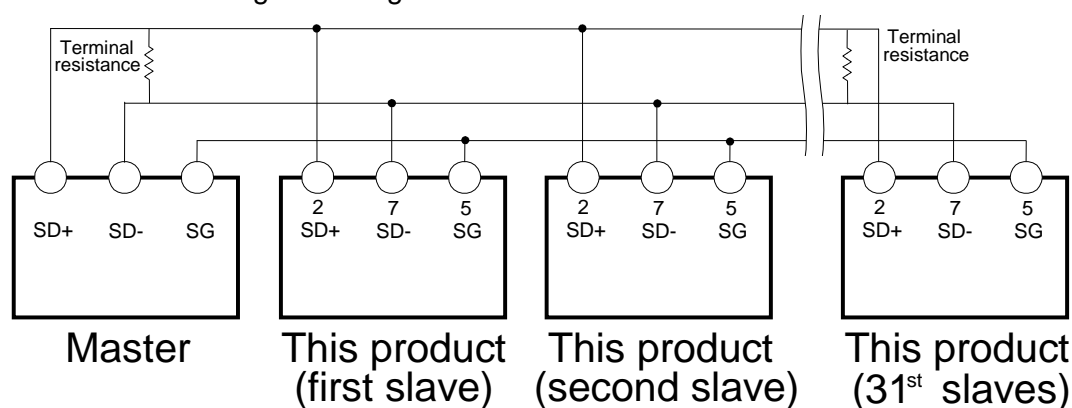 Terminal
resistance
Terminal
resistance
2 7 5
2 7 5
2 7 5
SD+ SD- SG
SD+ SD- SG
SD+ SD- SG
SD+ SD- SG
Master
This product
(first slave)
This product
(second slave)
This product
(31st slaves)